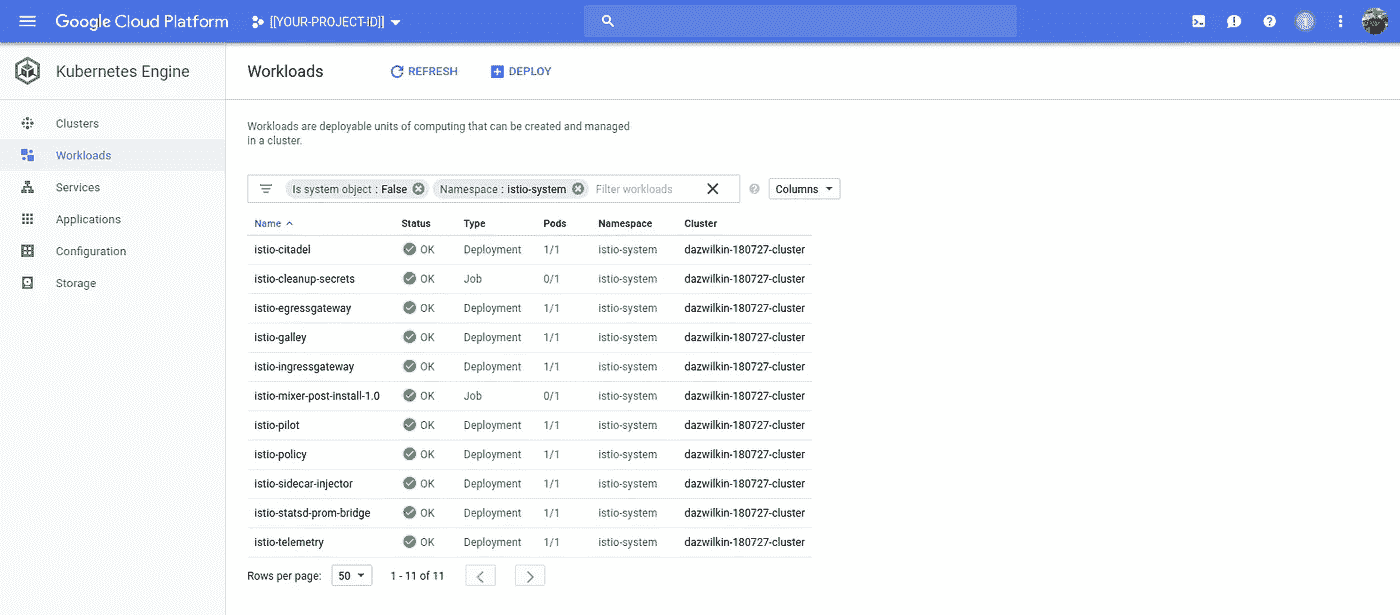 Google Cloud Platform [[YOUR-PROJECT-ID]]
Kubernetes Engine
Workloads REFRESH DEPLOY
Clusters
Workloads
Services
Applications
Configuration
Storage
Workloads are deployable units of computing that can be created and managed
in a cluster.
Is system object : False Namespace : istio-system Filter workloads Columns
Name Status Type Pods Namespace Cluster
istio-citadel OK Deployment 1/1 istio-system dazwilkin-180727-cluster
istio-cleanup-secrets OK Job 0/1 istio-system dazwilkin-180727-cluster
istio-egressgateway OK Deployment 1/1 istio-system dazwilkin-180727-cluster
istio-galley OK Deployment 1/1 istio-system dazwilkin-180727-cluster
istio-ingressgateway OK Deployment 1/1 istio-system dazwilkin-180727-cluster
istio-mixer-post-install-1.0 OK Job 0/1 istio-system dazwilkin-180727-cluster
istio-pilot OK Deployment 1/1 istio-system dazwilkin-180727-cluster
istio-policy OK Deployment 1/1 istio-system dazwilkin-180727-cluster
istio-sidecar-injector OK Deployment 1/1 istio-system dazwilkin-180727-cluster
istio-statsd-prom-bridge OK Deployment 1/1 istio-system dazwilkin-180727-cluster
istio-telemetry OK Deployment 1/1 istio-system dazwilkin-180727-cluster
Rows per page: 50 1 - 11 of 11